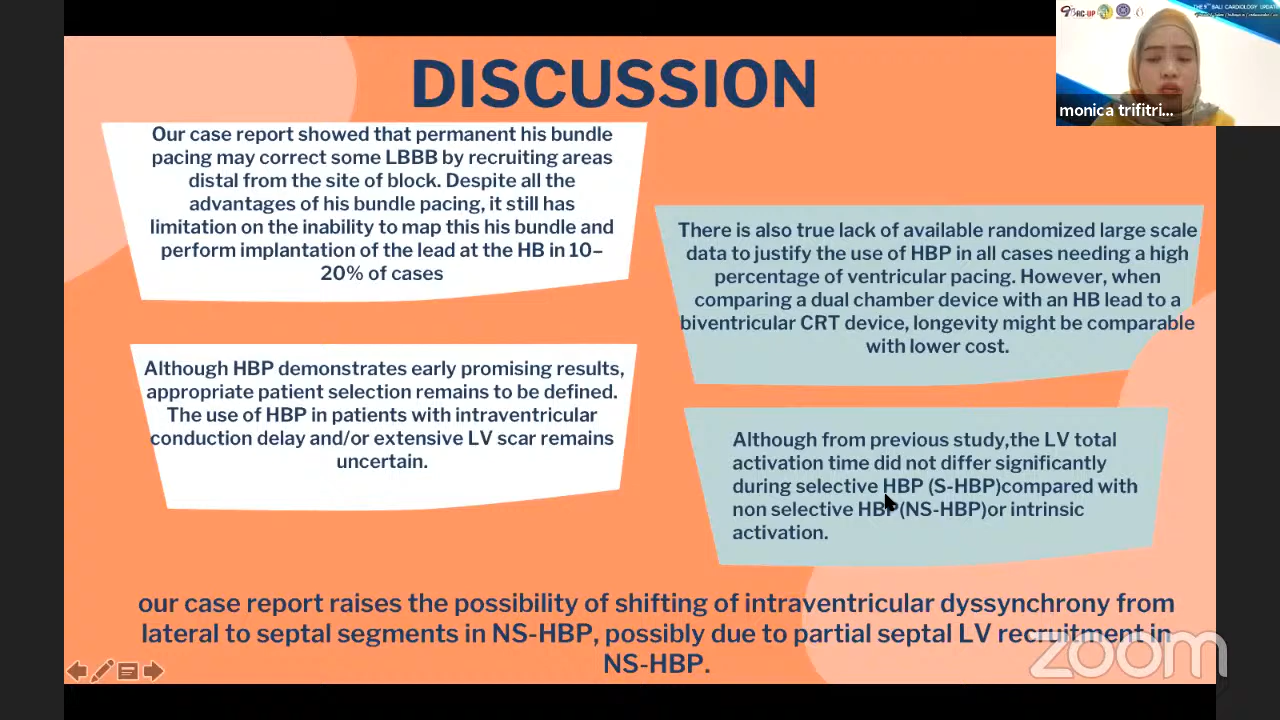 DISCUSSION
Our case report showed that permanent his bundle
pacing may correct some LBBB by recruiting areas
distal from the site of block. Despite all the
advantages of his bundle pacing, it still has
limitation on the inability to map this his bundle and
perform implantation of the lead at the HB in 10–
20% of cases
Although HBP demonstrates early promising results,
appropriate patient selection remains to be defined.
The use of HBP in patients with intraventricular
conduction delay and/or extensive LV scar remains
uncertain.
There is also true lack of available randomized large scale
data to justify the use of HBP in all cases needing a high
percentage of ventricular pacing. However, when
comparing a dual chamber device with an HB lead to a
biventricular CRT device, longevity might be comparable
with lower cost.
Although from previous study,the LV total
activation time did not differ significantly
during selective HBP (S-HBP)compared with
non selective HBP(NS-HBP)or intrinsic
activation.
our case report raises the possibility of shifting of intraventricular dyssynchrony from
lateral to septal segments in NS-HBP, possibly due to partial septal LV recruitment in
NS-HBP.
monica trifitri...
THE 9TH BALI CARDIOLOGY UPDATE
zoom